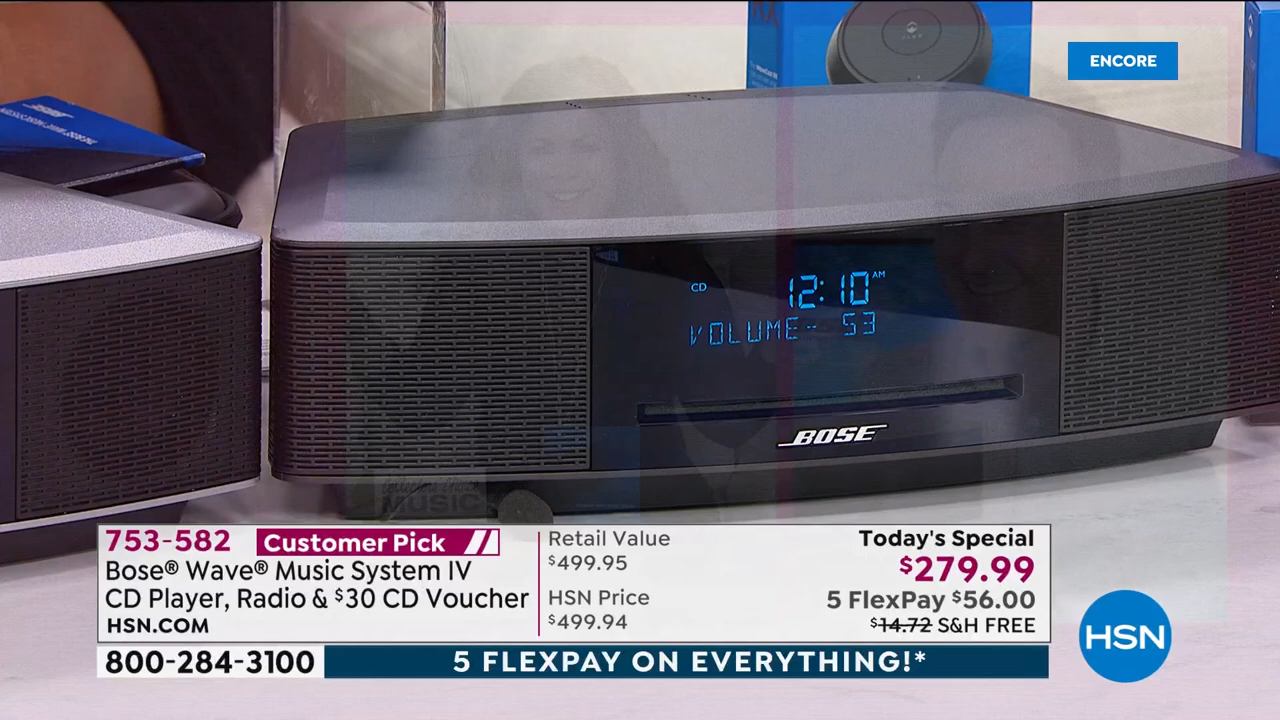 ENCORE
BOSE
CD 12:10 AM
VOLUME- 53
BOSE
MUSIC
753-582 Customer Pick
Bose® Wave® Music System IV
CD Player, Radio & $30 CD Voucher
HSN.COM
Retail Value
$499.95
HSN Price
$499.94
Today's Special
$279.99
5 FlexPay $56.00
$14.72 S&H FREE
HSN
800-284-3100 5 FLEXPAY ON EVERYTHING!*